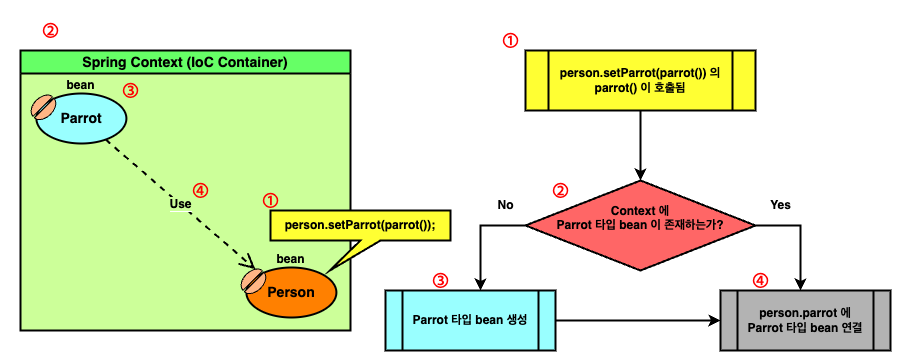 ②
Spring Context (IoC Container)
bean
③
Parrot
④
Use
①
person.setParrot(parrot());
bean
Person
①
person.setParrot(parrot()) 의
parrot() 이 호출됨
②
No
Context 에
Parrot 타입 bean 이 존재하는가?
Yes
③
Parrot 타입 bean 생성
④
person.parrot 에
Parrot 타입 bean 연결